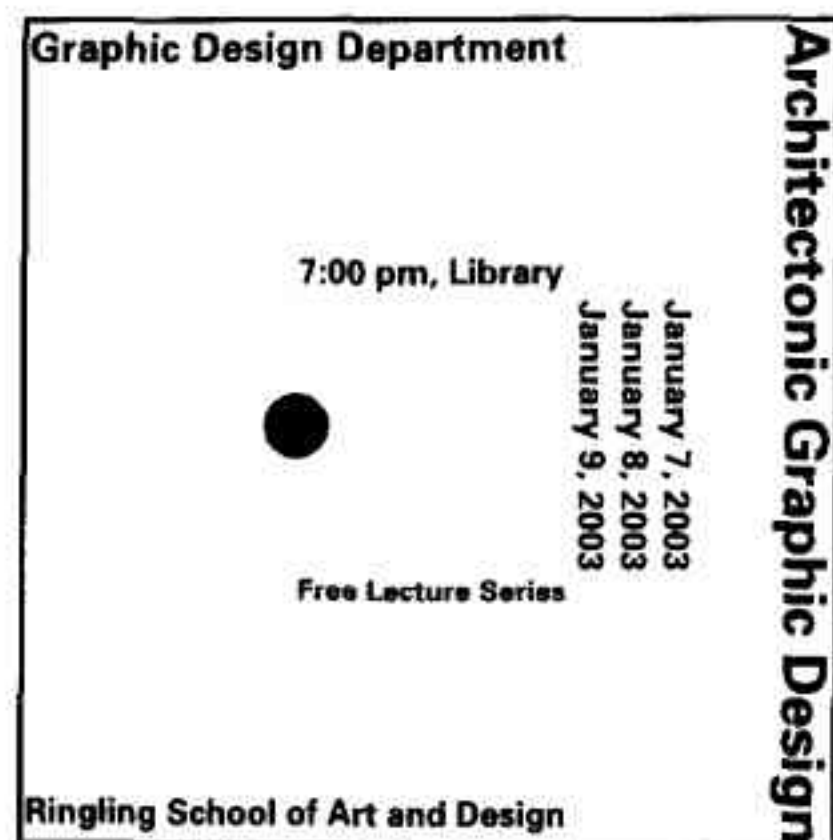 Graphic Design Department
Architectonic Graphic Design
7:00 pm, Library
January 7, 2003
January 8, 2003
January 9, 2003
Free Lecture Series
Ringling School of Art and Design